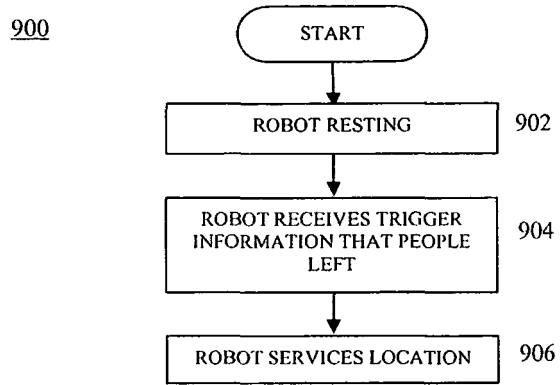 900
START
ROBOT RESTING
902
ROBOT RECEIVES TRIGGER
INFORMATION THAT PEOPLE
LEFT
904
ROBOT SERVICES LOCATION
906